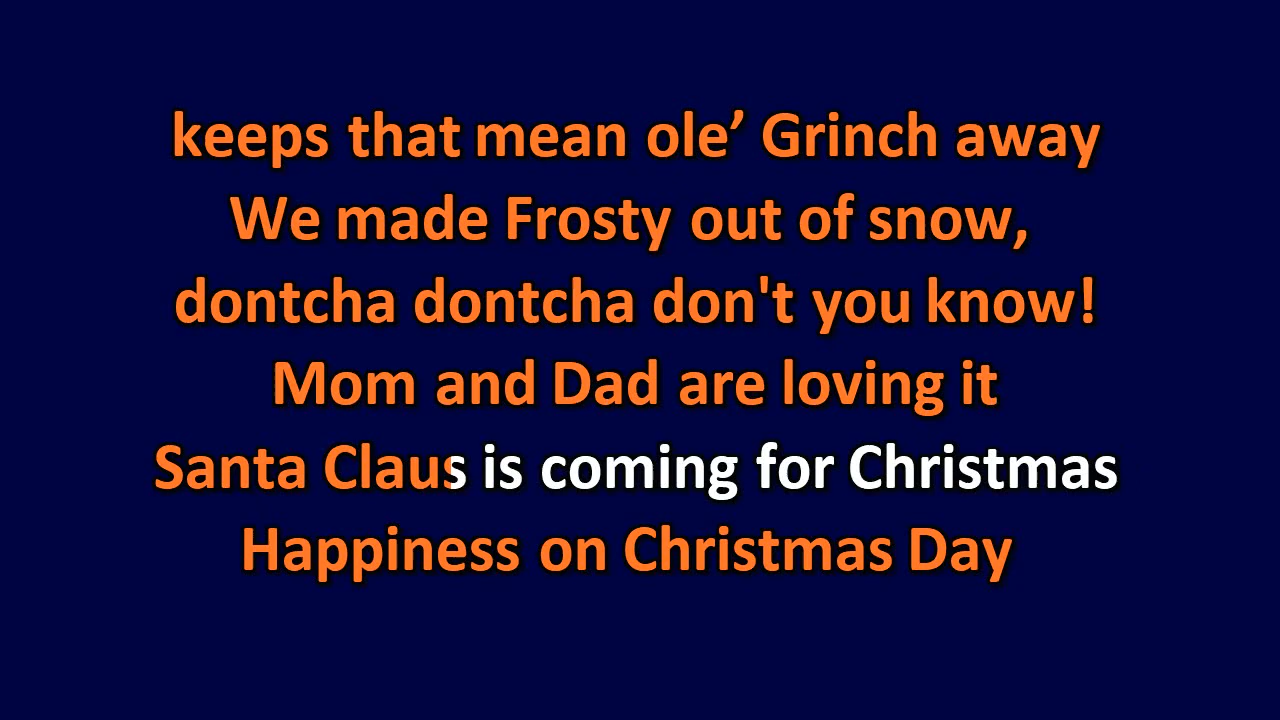 keeps that mean ole’ Grinch away
We made Frosty out of snow,
dontcha dontcha don't you know!
Mom and Dad are loving it
Santa Claus is coming for Christmas
Happiness on Christmas Day